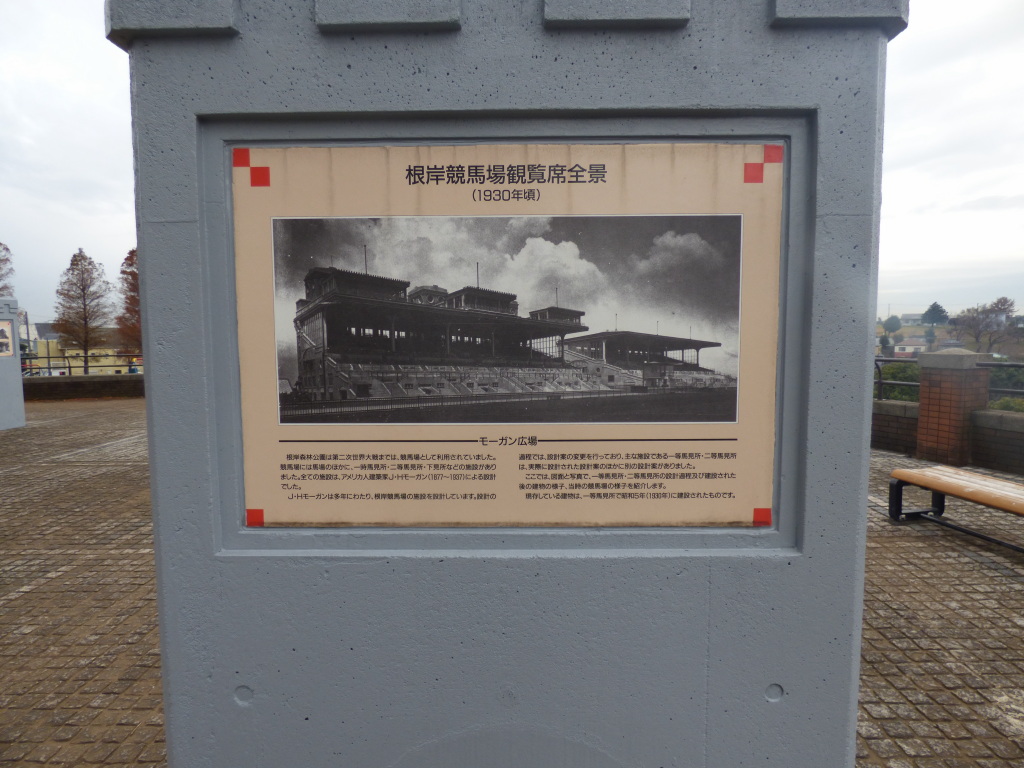 根岸競馬場観覧席全景
(1930年頃)
モーガン広場
根岸森林公園は第二次世界大戦までは、競馬場として利用されていました。
競馬場には馬場のほかに、一等馬見所・二等馬見所・下見所などの施設があり
ました。全ての施設は、アメリカ人建築家J・H・モーガン(1877〜1937)による設計
でした。
J・H・モーガンは多年にわたり、根岸競馬場の施設を設計しています。設計の
過程では、設計案の変更を行っており、主な施設である一等馬見所・二等馬見所
は、実際に設計された設計案のほかに別の設計案がありました。
ここでは、図面と写真で、一等馬見所・二等馬見所の設計過程及び建設された
後の建物の様子、当時の競馬場の様子を紹介します。
現存している建物は、一等馬見所で昭和5年(1930年)に建設されたものです。